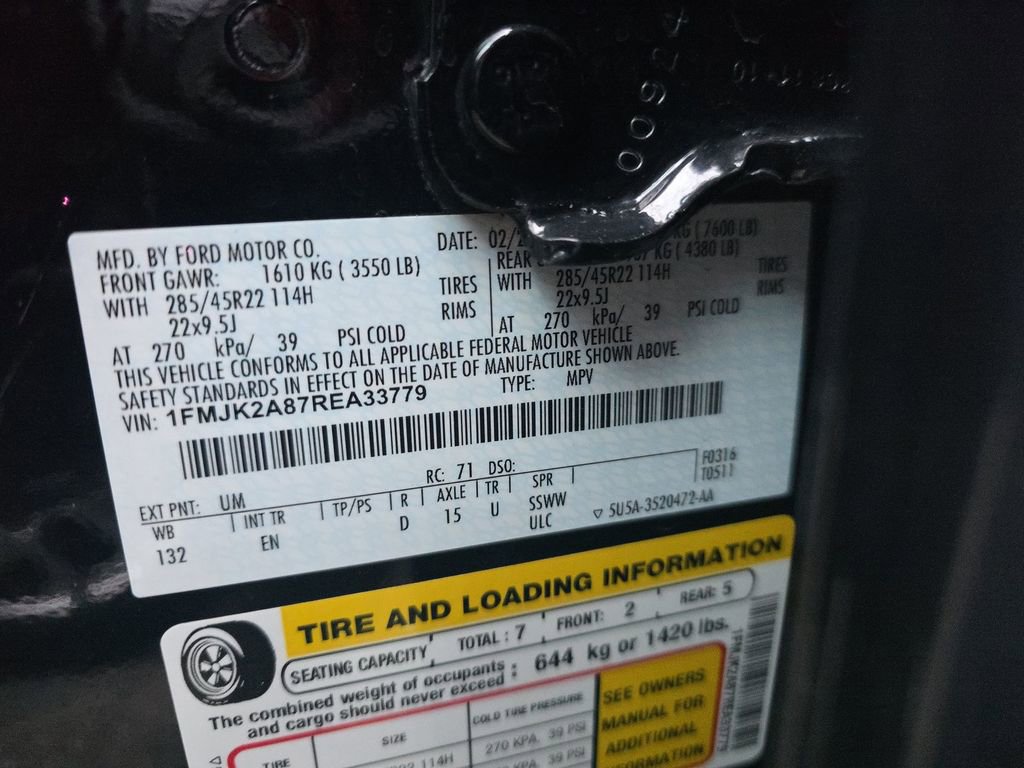 00
MFD. BY FORD MOTOR CO. DATE: 02/2 KG ( 7600 LB)
FRONT GAWR: 1610 KG ( 3550 LB) REAR KG ( 4380 LB)
WITH 285/45R22 114H TIRES WITH 285/45R22 114H TIRES
22x9.5J RIMS 22x9.5J RIMS
AT 270 kPa/ 39 PSI COLD AT 270 kPa/ 39 PSI COLD
THIS VEHICLE CONFORMS TO ALL APPLICABLE FEDERAL MOTOR VEHICLE
SAFETY STANDARDS IN EFFECT ON THE DATE OF MANUFACTURE SHOWN ABOVE.
VIN: 1FMJK2A87REA33779 TYPE: MPV
F0316
EXT PNT: UM RC: 71 DSO: T0511
WB INT TR TP/PS R AXLE TR SPR
132 EN D 15 U SSWW
ULC ▽ 5U5A-3520472-AA
TIRE AND LOADING INFORMATION
SEATING CAPACITY TOTAL : 7 FRONT: 2 REAR: 5
The combined weight of occupants
and cargo should never exceed : 644 kg or 1420 lbs.
TIRE SIZE COLD TIRE PRESSURE SEE OWNERS
114H 270 KPA, 39 PSI MANUAL FOR
39 PSI ADDITIONAL
INFORMATION